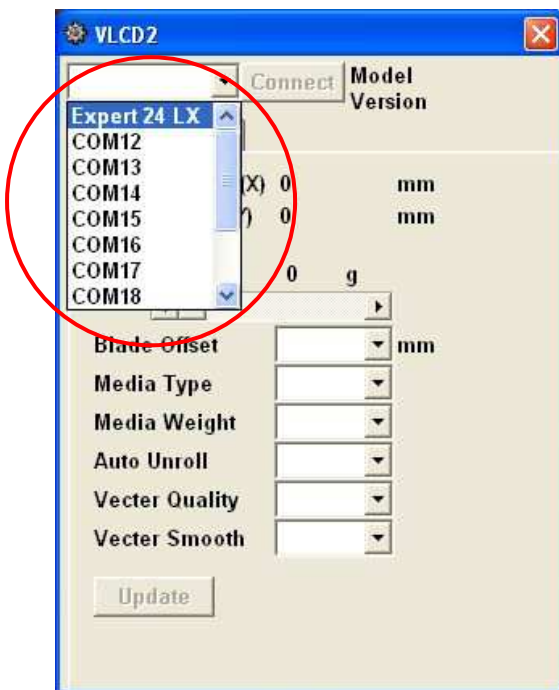 VLCD2
Connect Model
Version
Expert 24 LX
COM12
COM13
COM14
COM15
COM16
COM17
COM18
(X) 0 mm
) 0 mm
0 g
Blade Offset mm
Media Type
Media Weight
Auto Unroll
Vecter Quality
Vecter Smooth
Update